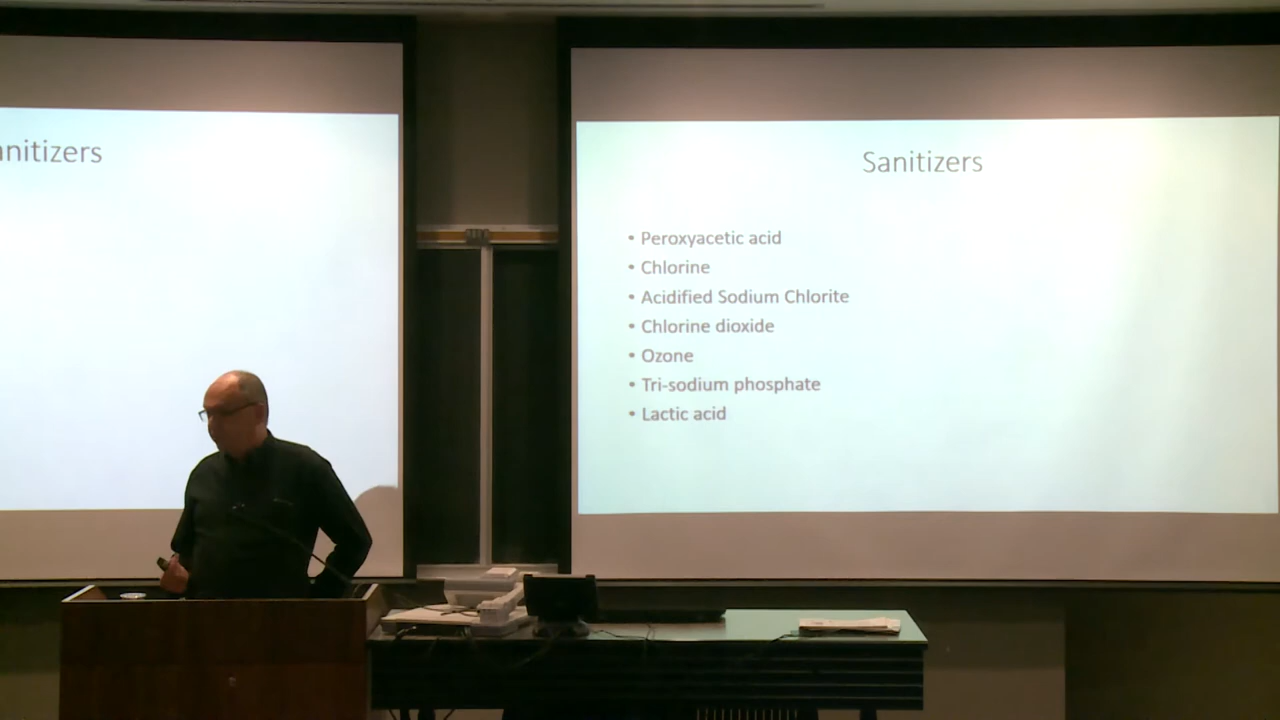 anitizers
Sanitizers
• Peroxyacetic acid
• Chlorine
• Acidified Sodium Chlorite
• Chlorine dioxide
• Ozone
• Tri-sodium phosphate
• Lactic acid